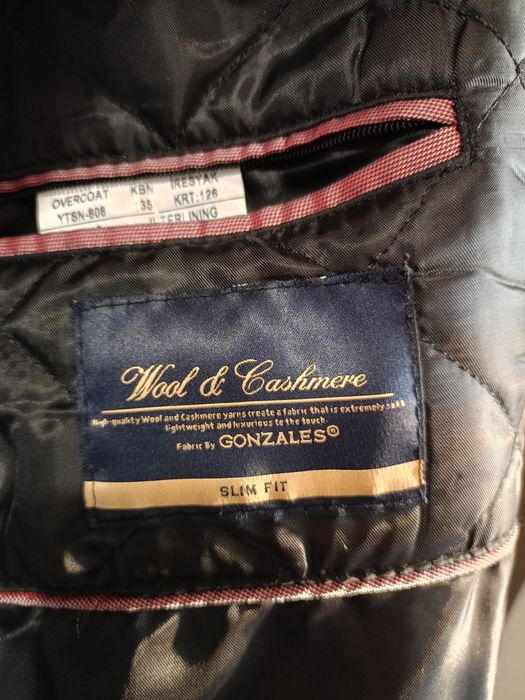 OVERCOAT KBN IRESYAK
YTSN-808 35 KRT:126
INTERLINING
Wool & Cashmere
High-quality Wool and Cashmere yarns create a fabric that is extremely soft
lightweight and luxurious to the touch.
Fabric By GONZALES®
SLIM FIT